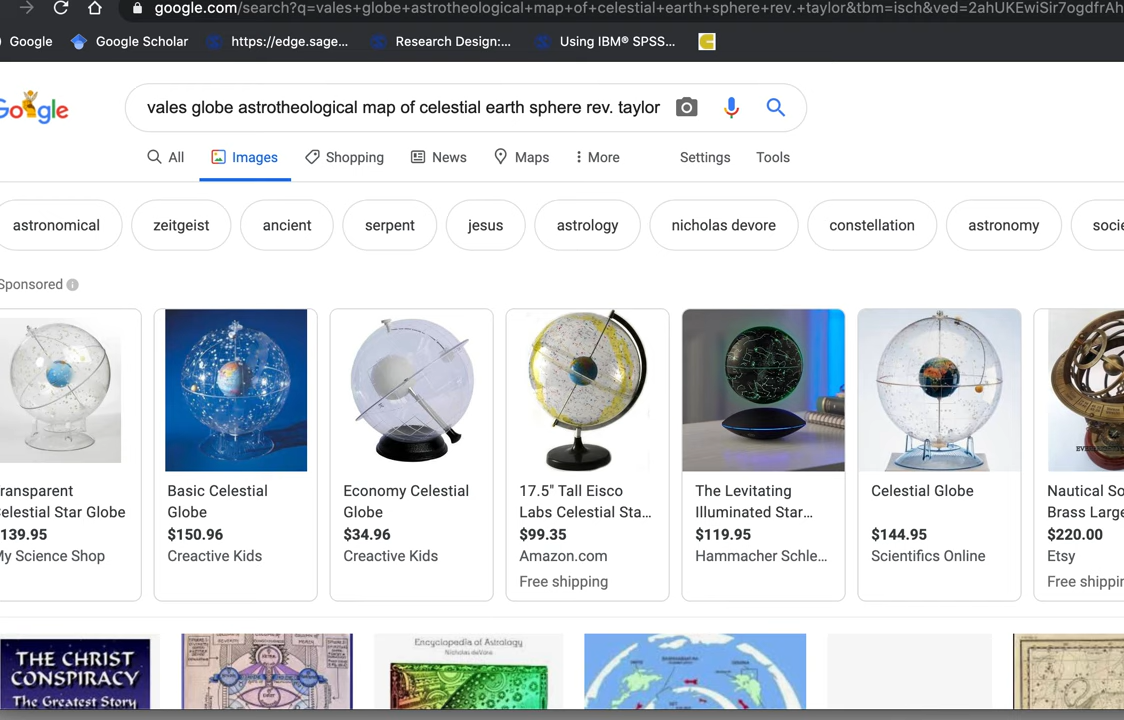 google.com/search?q=vales+globe+astrotheological+map+of+celestial+earth+sphere+rev.+taylor&tbm=isch&ved=2ahUKEwiSir7ogdfrAh
Google Google Scholar https://edge.sage... Research Design:... Using IBM® SPSS...
Google
vales globe astrotheological map of celestial earth sphere rev. taylor
All Images Shopping News Maps More Settings Tools
astronomical zeitgeist ancient serpent jesus astrology nicholas devore constellation astronomy socie
Sponsored
ransparent Basic Celestial Economy Celestial 17.5" Tall Eisco The Levitating Celestial Globe Nautical So
elestial Star Globe Globe Globe Labs Celestial Sta... Illuminated Star... Brass Large
139.95 $150.96 $34.96 $99.35 $119.95 $144.95 $220.00
My Science Shop Creactive Kids Creactive Kids Amazon.com Hammacher Schle... Scientifics Online Etsy
Free shipping Free shippin
THE CHRIST
CONSPIRACY
The Greatest Story
Encyclopedia of Astrology
Nicholas deVore